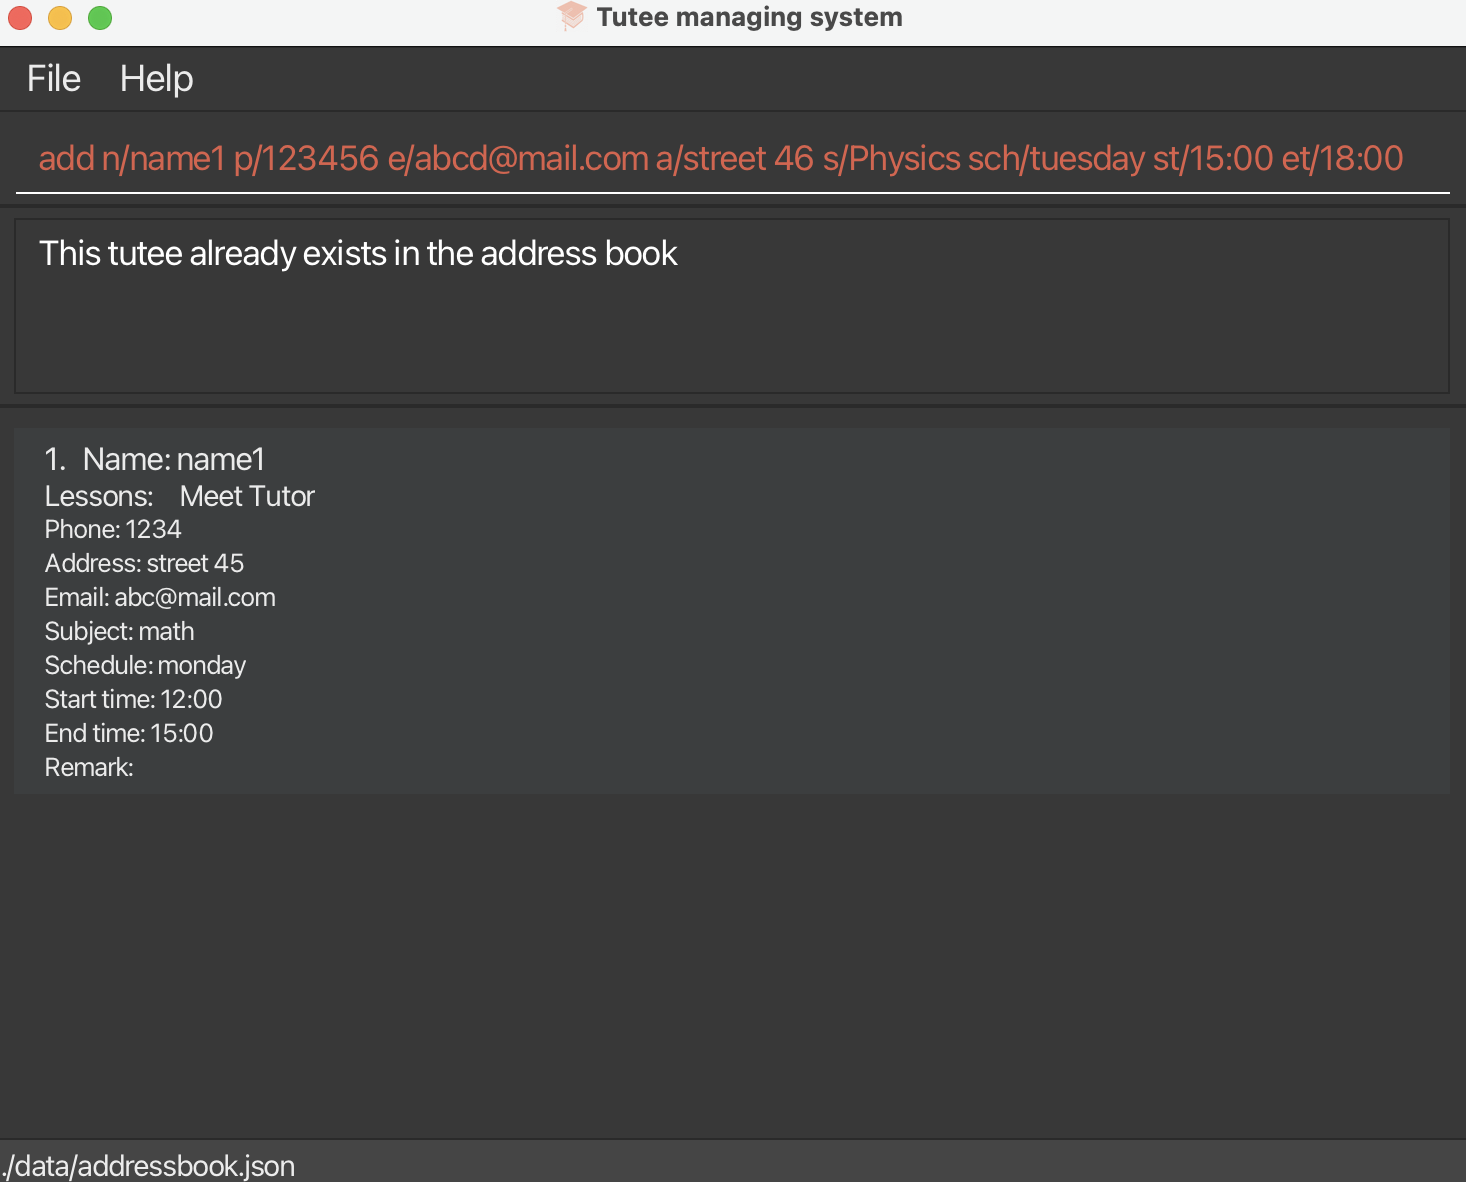 Tutee managing system
File Help
add n/name1 p/123456 e/abcd@mail.com a/street 46 s/Physics sch/tuesday st/15:00 et/18:00
This tutee already exists in the address book
1. Name: name1
Lessons: Meet Tutor
Phone: 1234
Address: street 45
Email: abc@mail.com
Subject: math
Schedule: monday
Start time: 12:00
End time: 15:00
Remark:
./data/addressbook.json